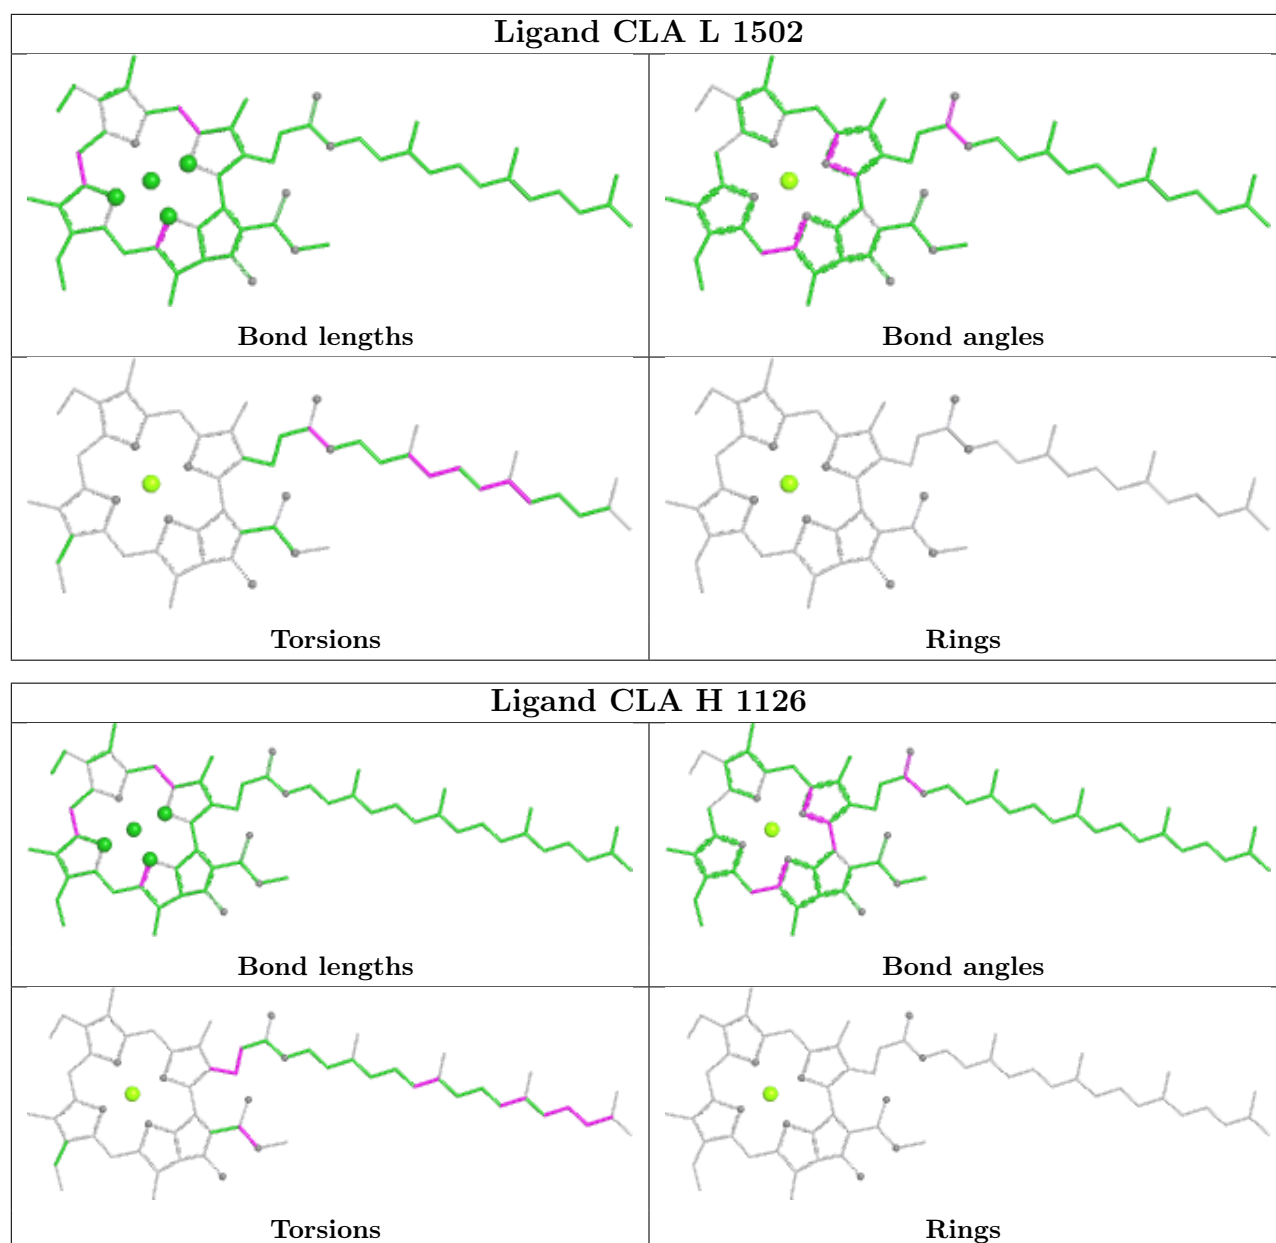 Ligand CLA L 1502
Bond lengths
Bond angles
Torsions
Rings
Ligand CLA H 1126
Bond lengths
Bond angles
Torsions
Rings